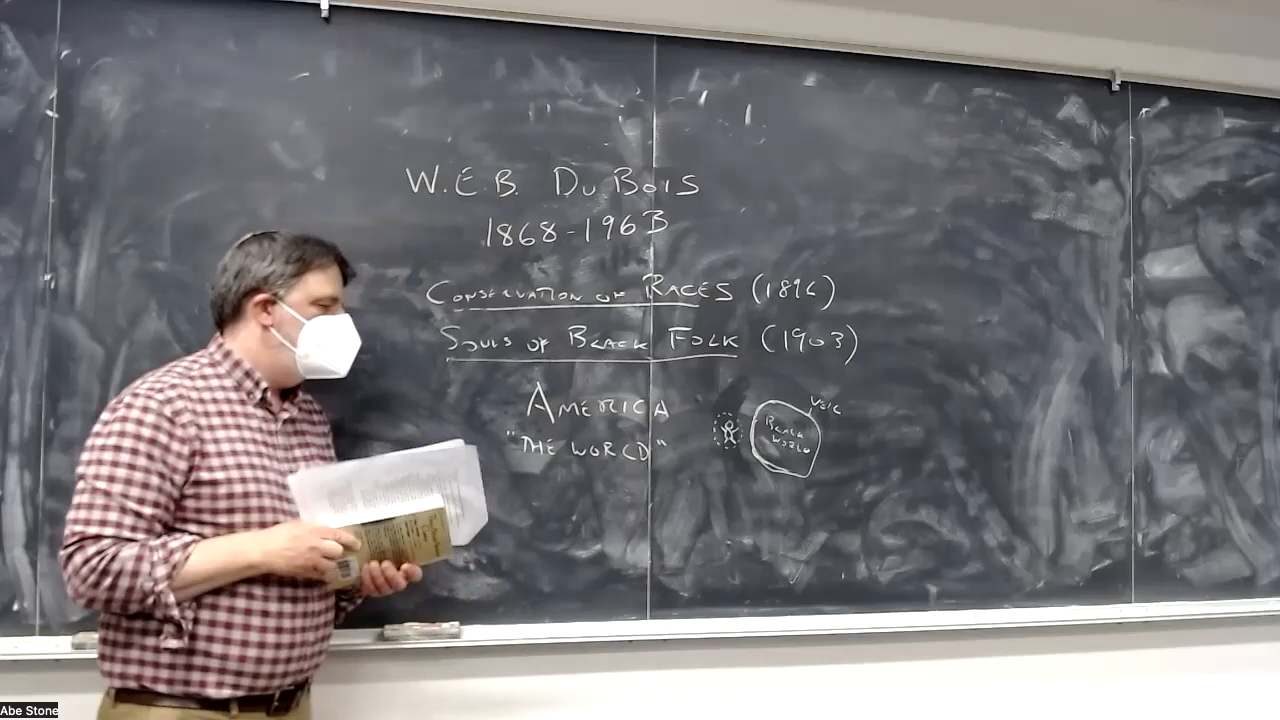 W.E.B. DU BOIS
1868-1963
CONSERVATION OF RACES (1896)
SOULS OF BLACK FOLK (1903)
AMERICA
"THE WORLD"
VEIL
BLACK
WORLD
Abe Stone